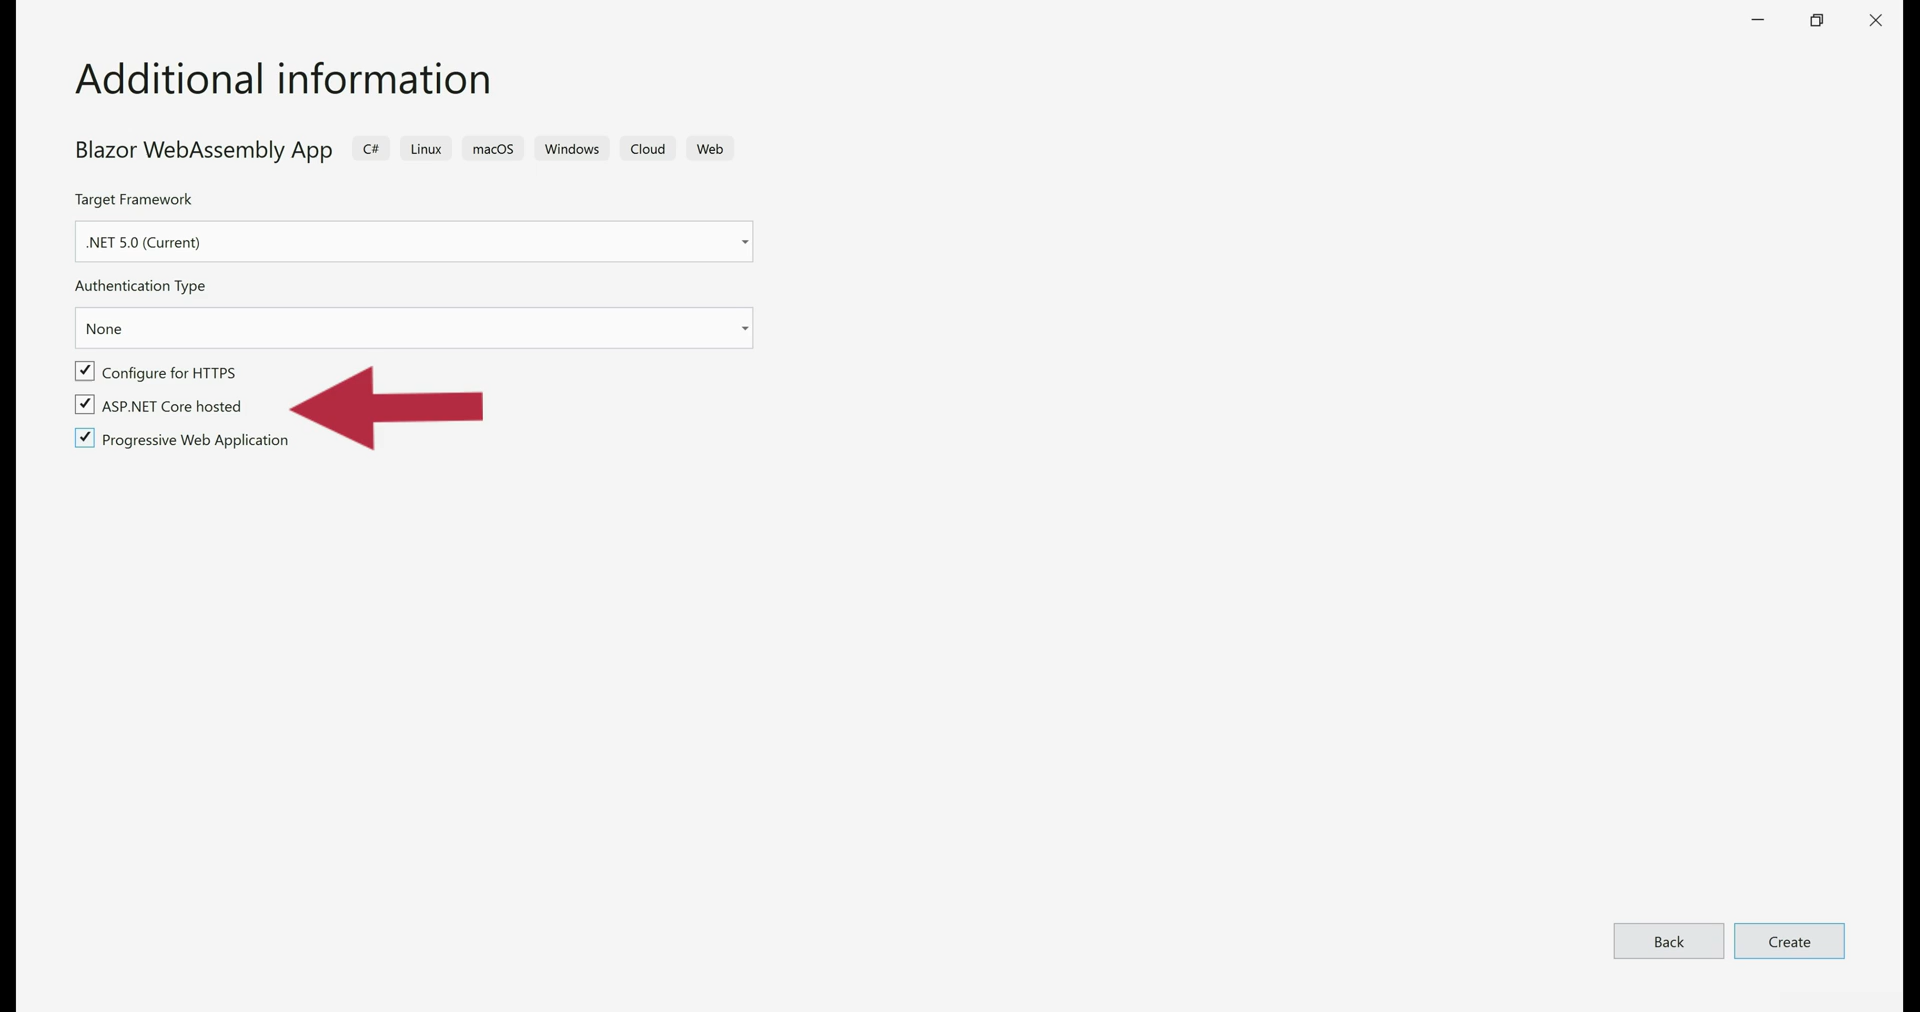 Additional information
Blazor WebAssembly App C# Linux macOS Windows Cloud Web
Target Framework
.NET 5.0 (Current)
Authentication Type
None
Configure for HTTPS
ASP.NET Core hosted
Progressive Web Application
Back Create